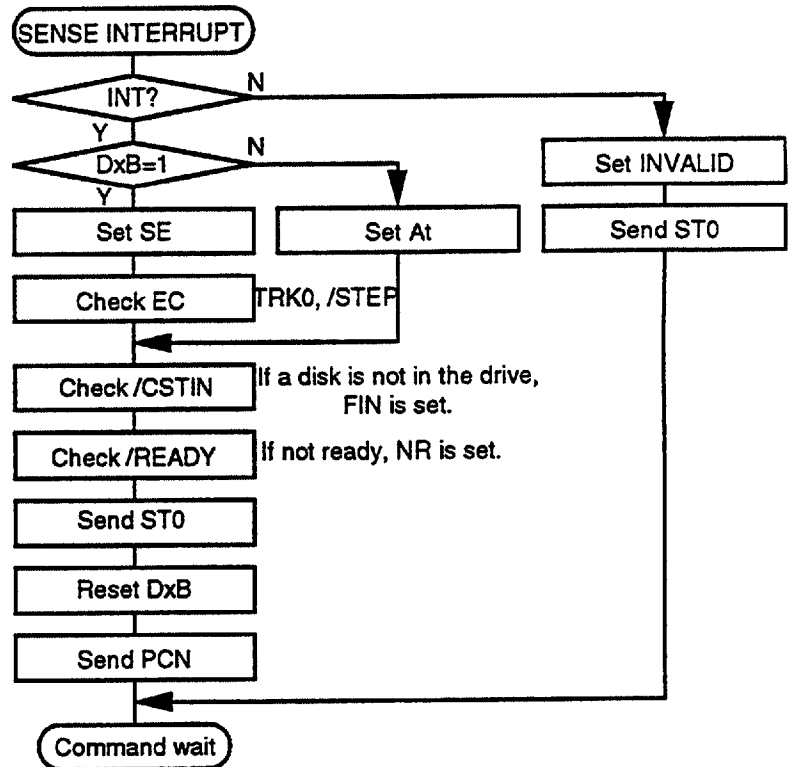 SENSE INTERRUPT
INT?
N
Y
DxB=1
N
Y
Set INVALID
Set SE
Set At
Send ST0
Check EC
TRK0, /STEP
Check /CSTIN
If a disk is not in the drive,
FIN is set.
Check /READY
If not ready, NR is set.
Send ST0
Reset DxB
Send PCN
Command wait